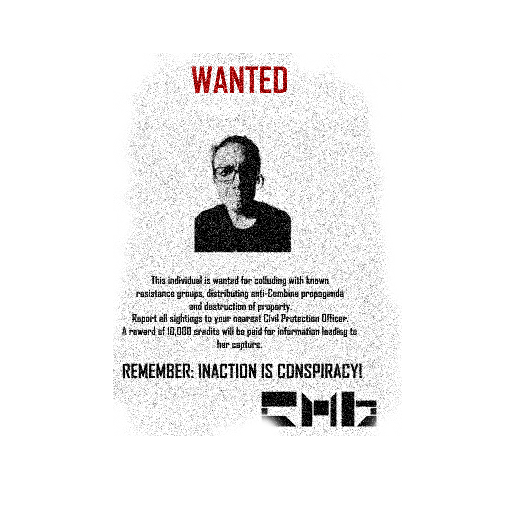 WANTED
This individual is wanted for colluding with known
resistance groups, distributing anti-Combine propaganda
and destruction of property.
Report all sightings to your nearest Civil Protection Officer.
A reward of 10,000 credits will be paid for information leading to
her capture.
REMEMBER: INACTION IS CONSPIRACY!